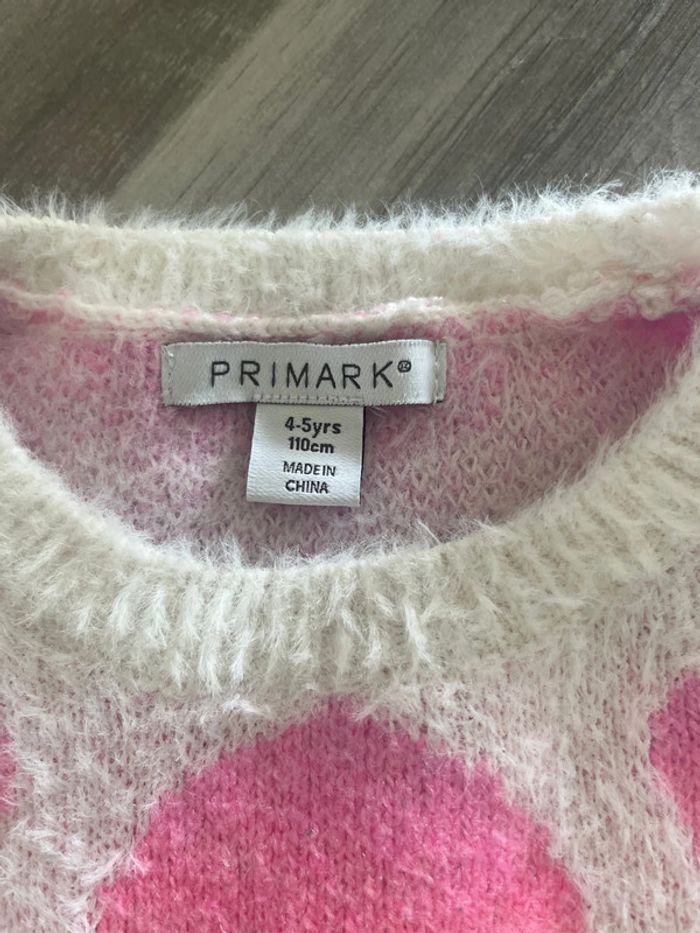 PRIMARK®
4-5yrs
110cm
MADE IN
CHINA